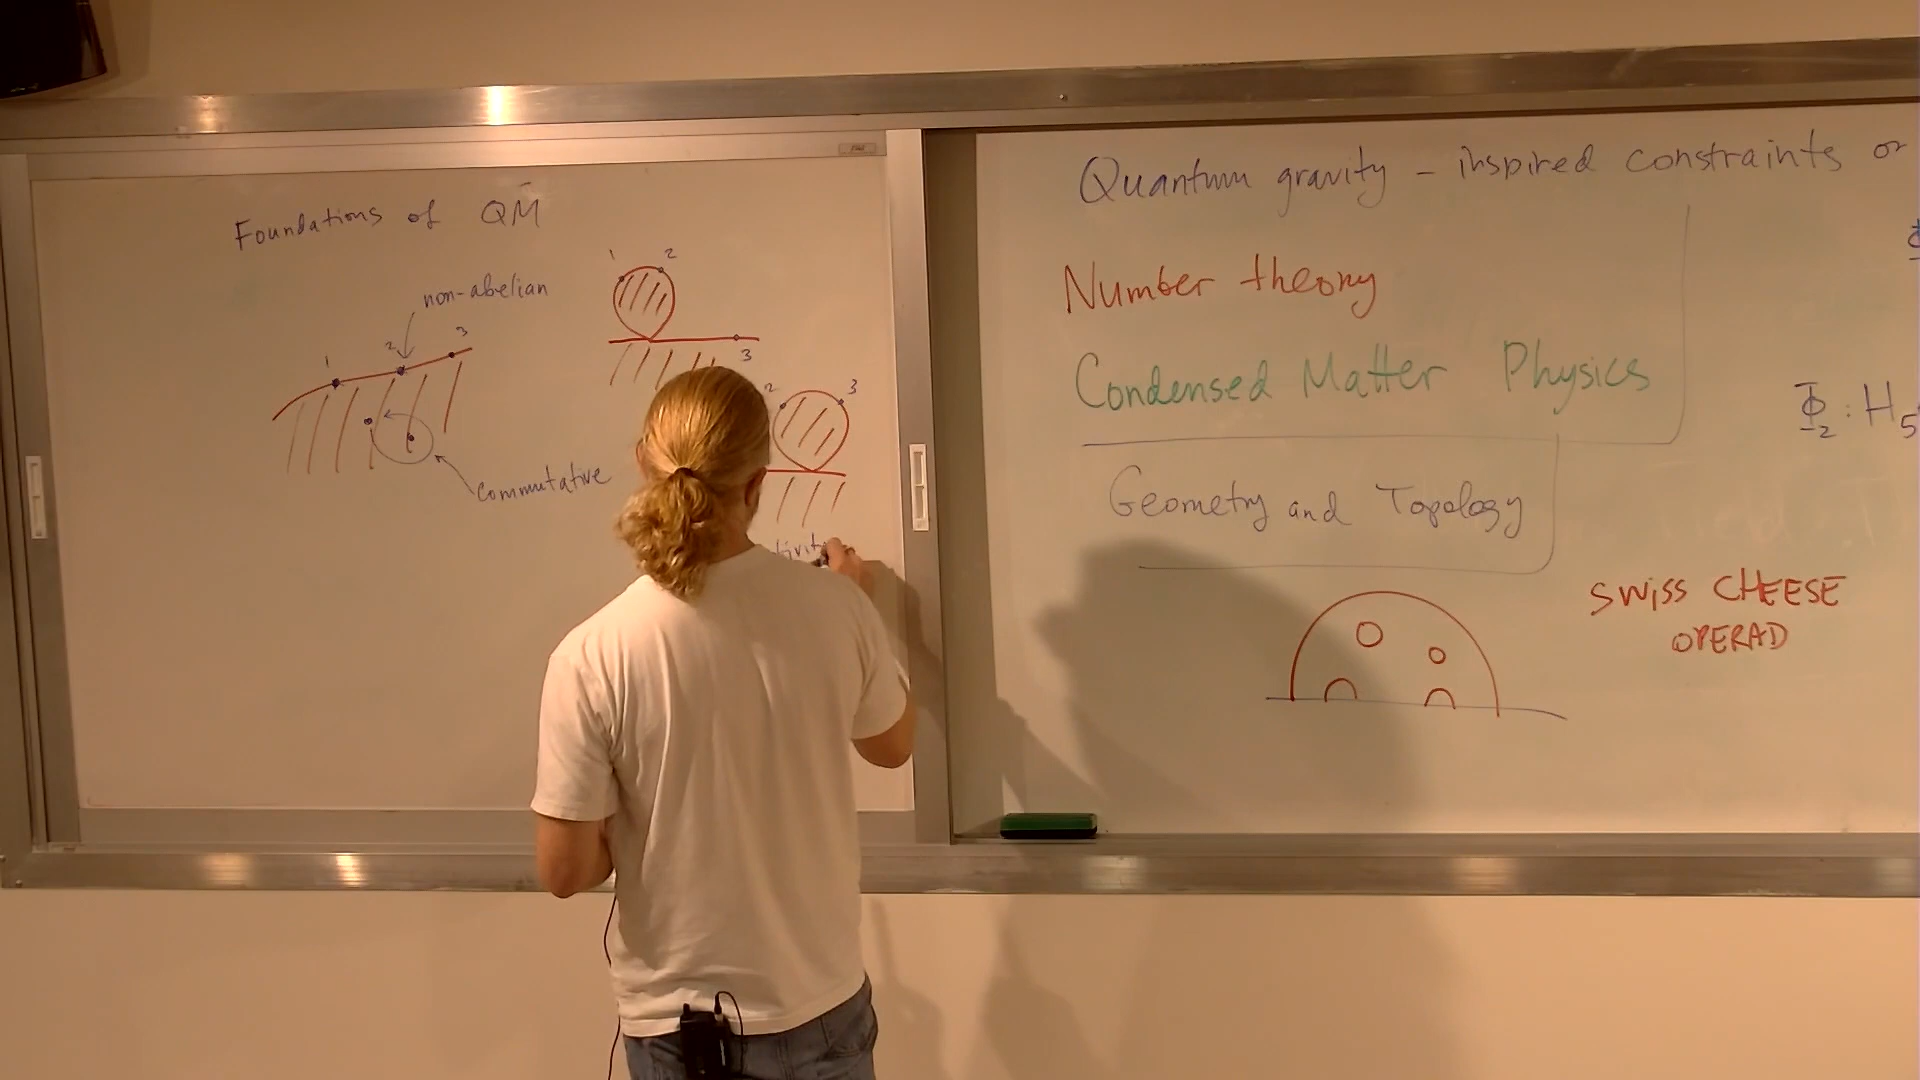 Foundations of QM
non-abelian
1 2 3
commutative
1 2
3
2 3
Quantum gravity - inspired constraints or
Number theory
Condensed Matter Physics
Φ₂ : H₅
Geometry and Topology
SWISS CHEESE
OPERAD